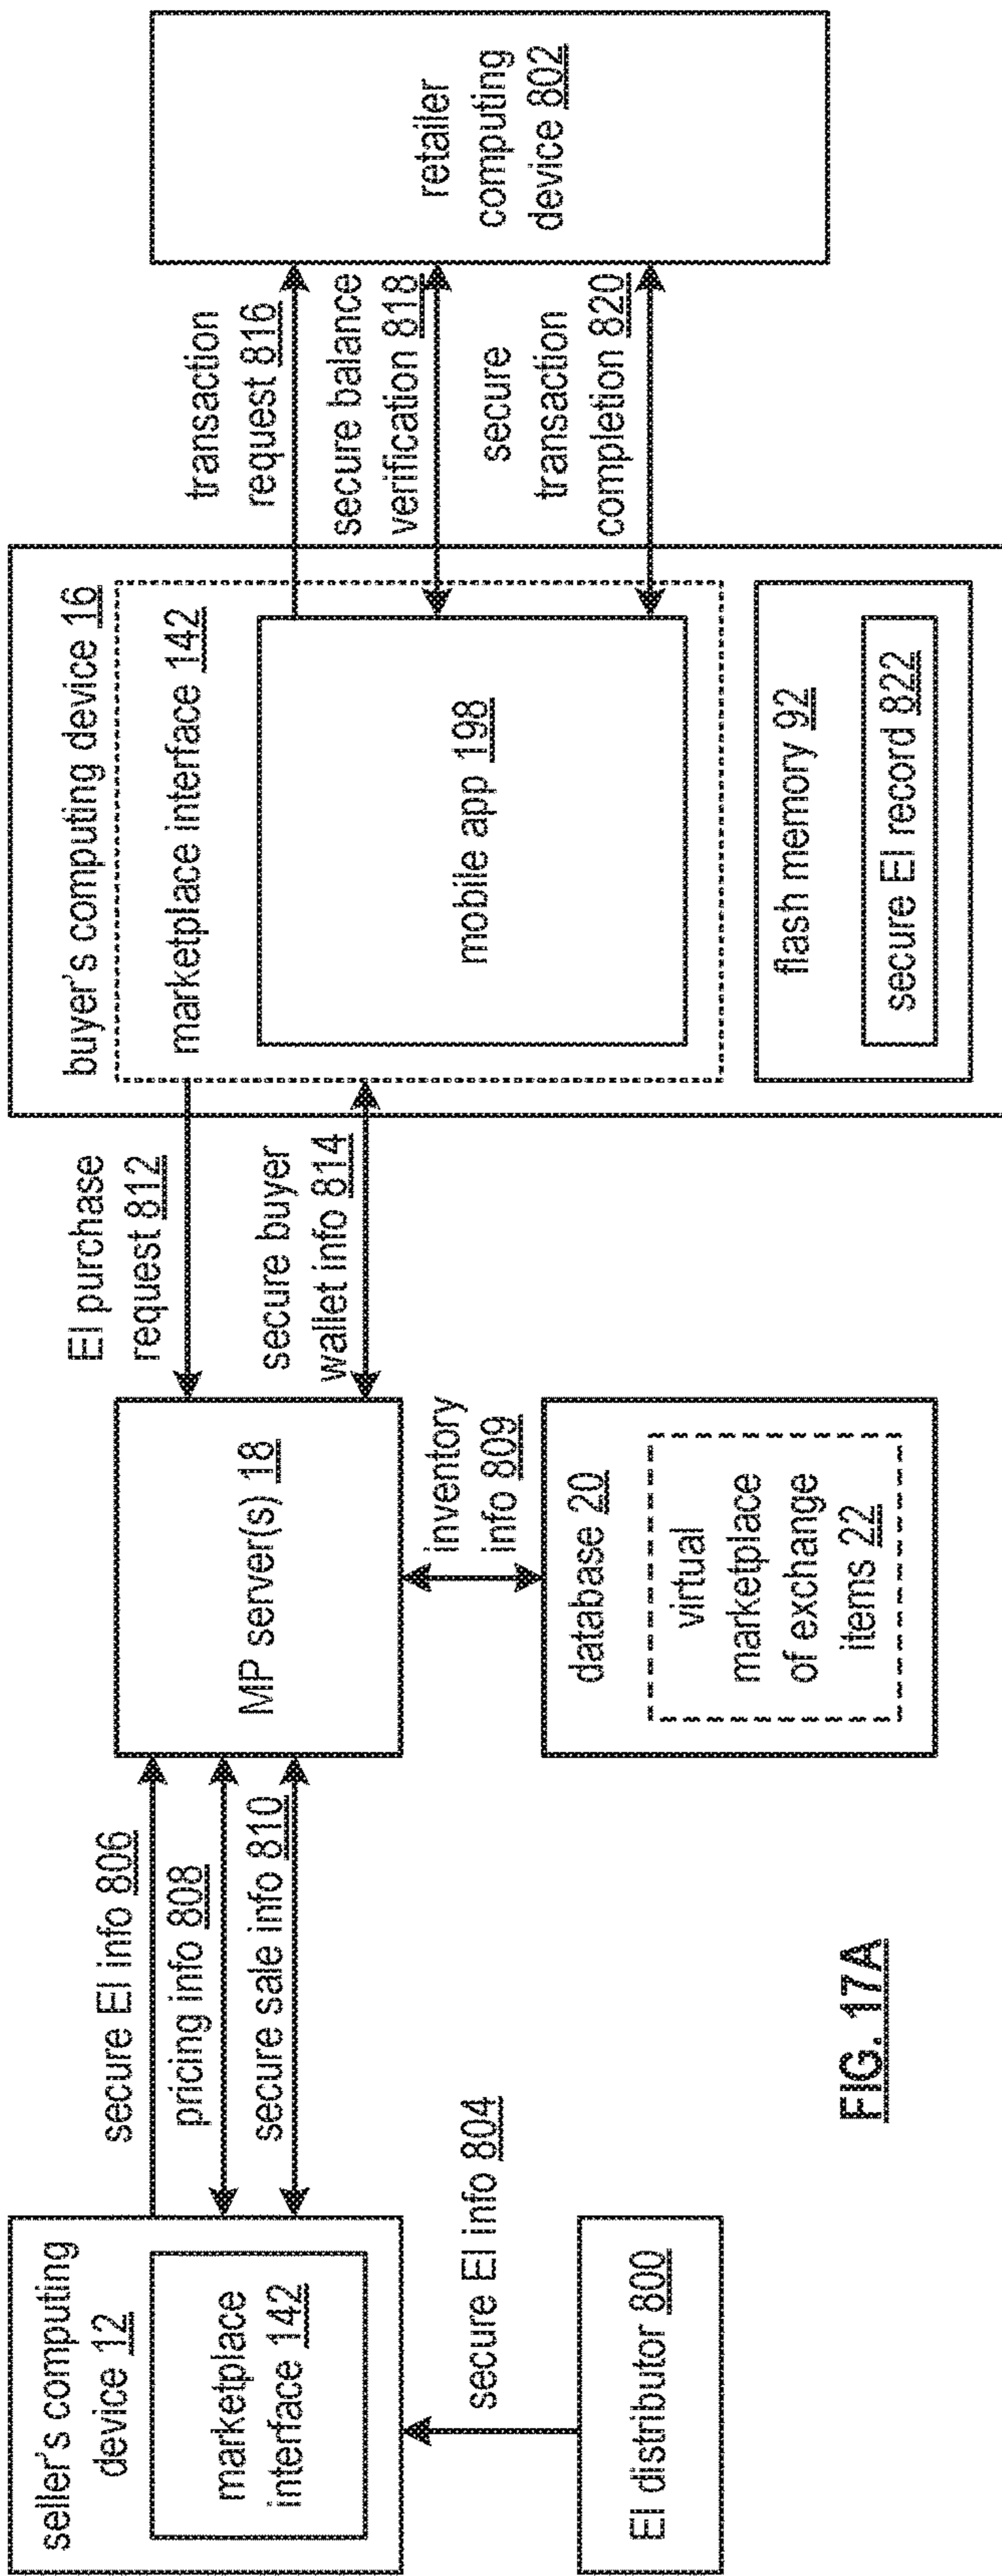 seller's computing
device 12
marketplace
interface 142
secure EI info 804
EI distributor 800
secure EI info 806
pricing info 808
secure sale info 810
MP server(s) 18
inventory
info 809
database 20
virtual
marketplace
of exchange
items 22
EI purchase
request 812
secure buyer
wallet info 814
buyer's computing device 16
marketplace interface 142
mobile app 198
flash memory 92
secure EI record 822
transaction
request 816
secure balance
verification 818
secure
transaction
completion 820
retailer
computing
device 802
FIG. 17A